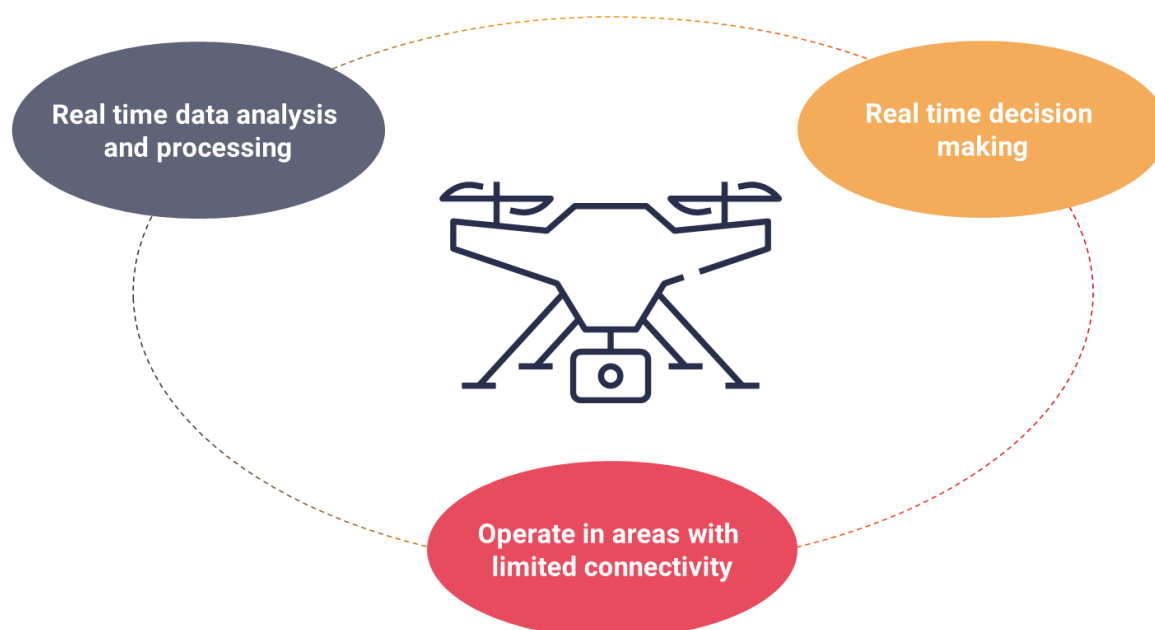 Real time data analysis
and processing
Real time decision
making
Operate in areas with
limited connectivity